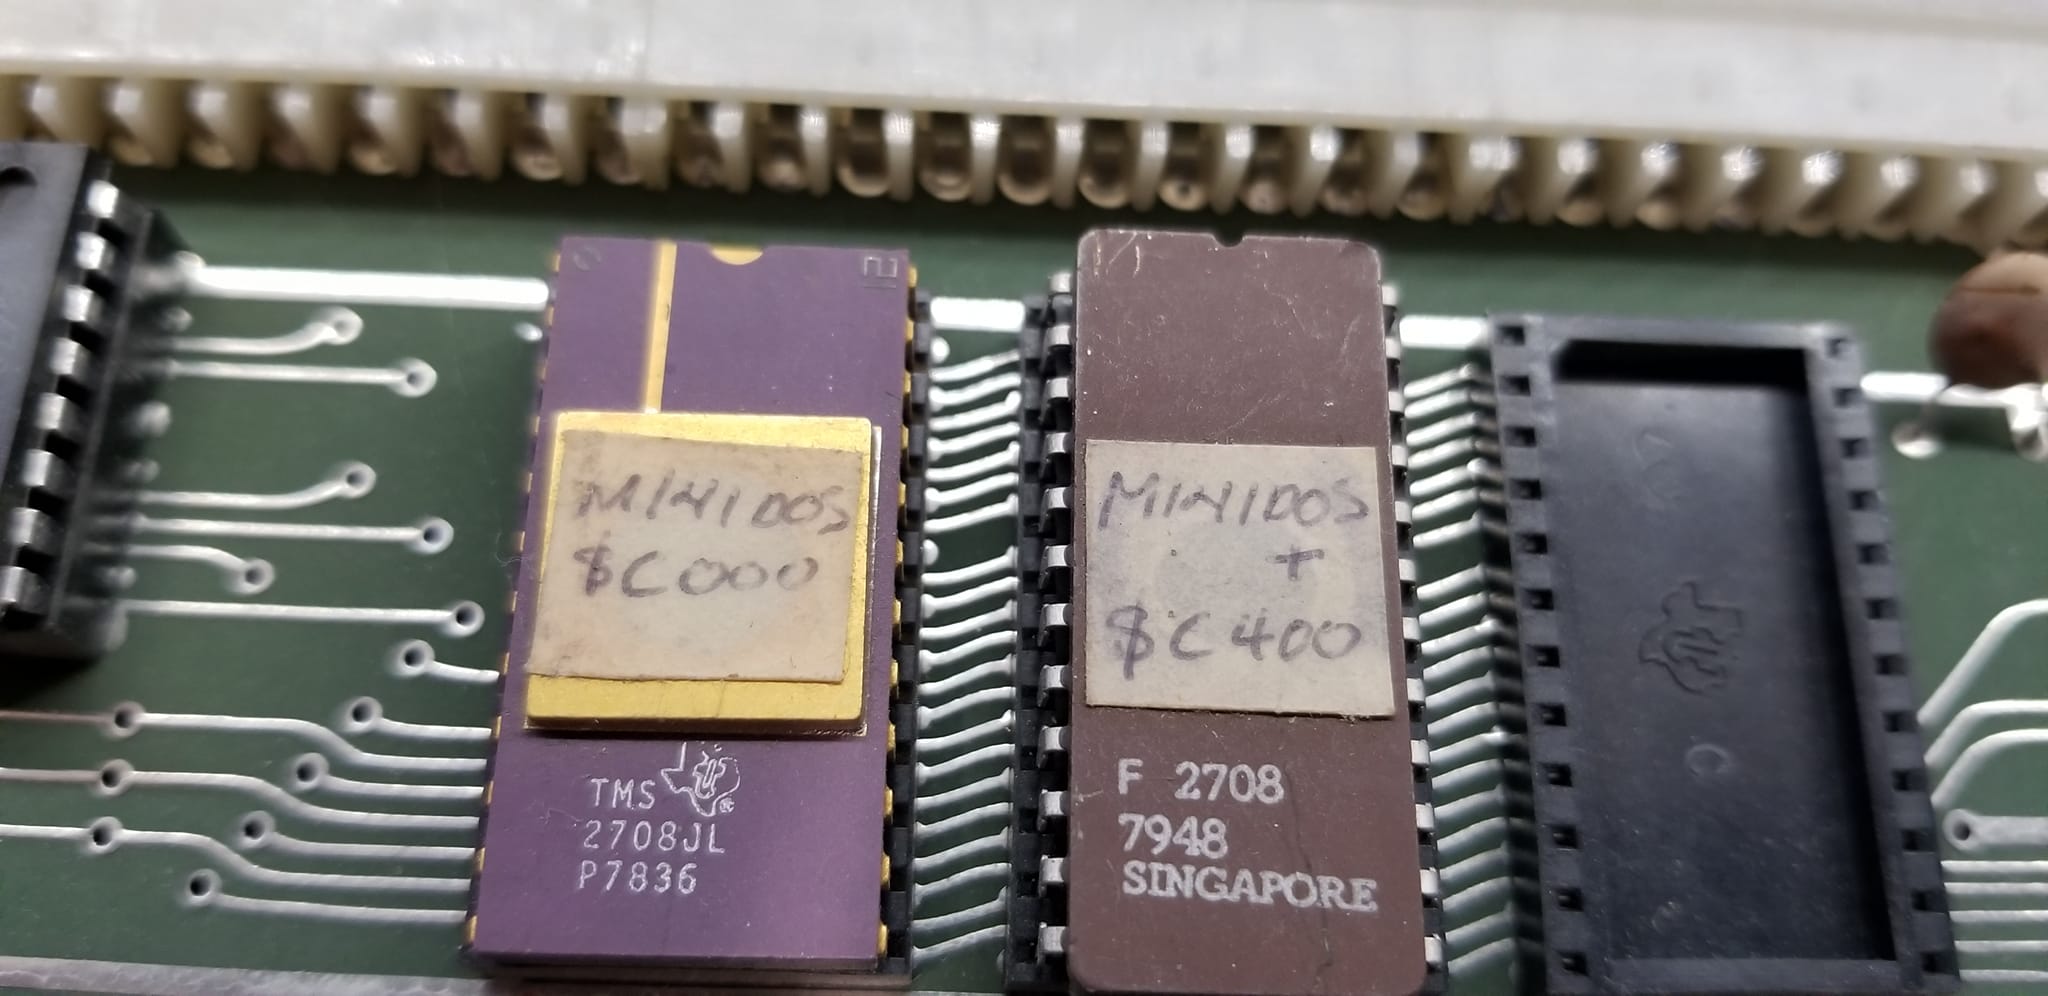 MINIDOS
$C000
TMS
2708JL
P7836
MINIDOS
+
$C400
F 2708
7948
SINGAPORE
C